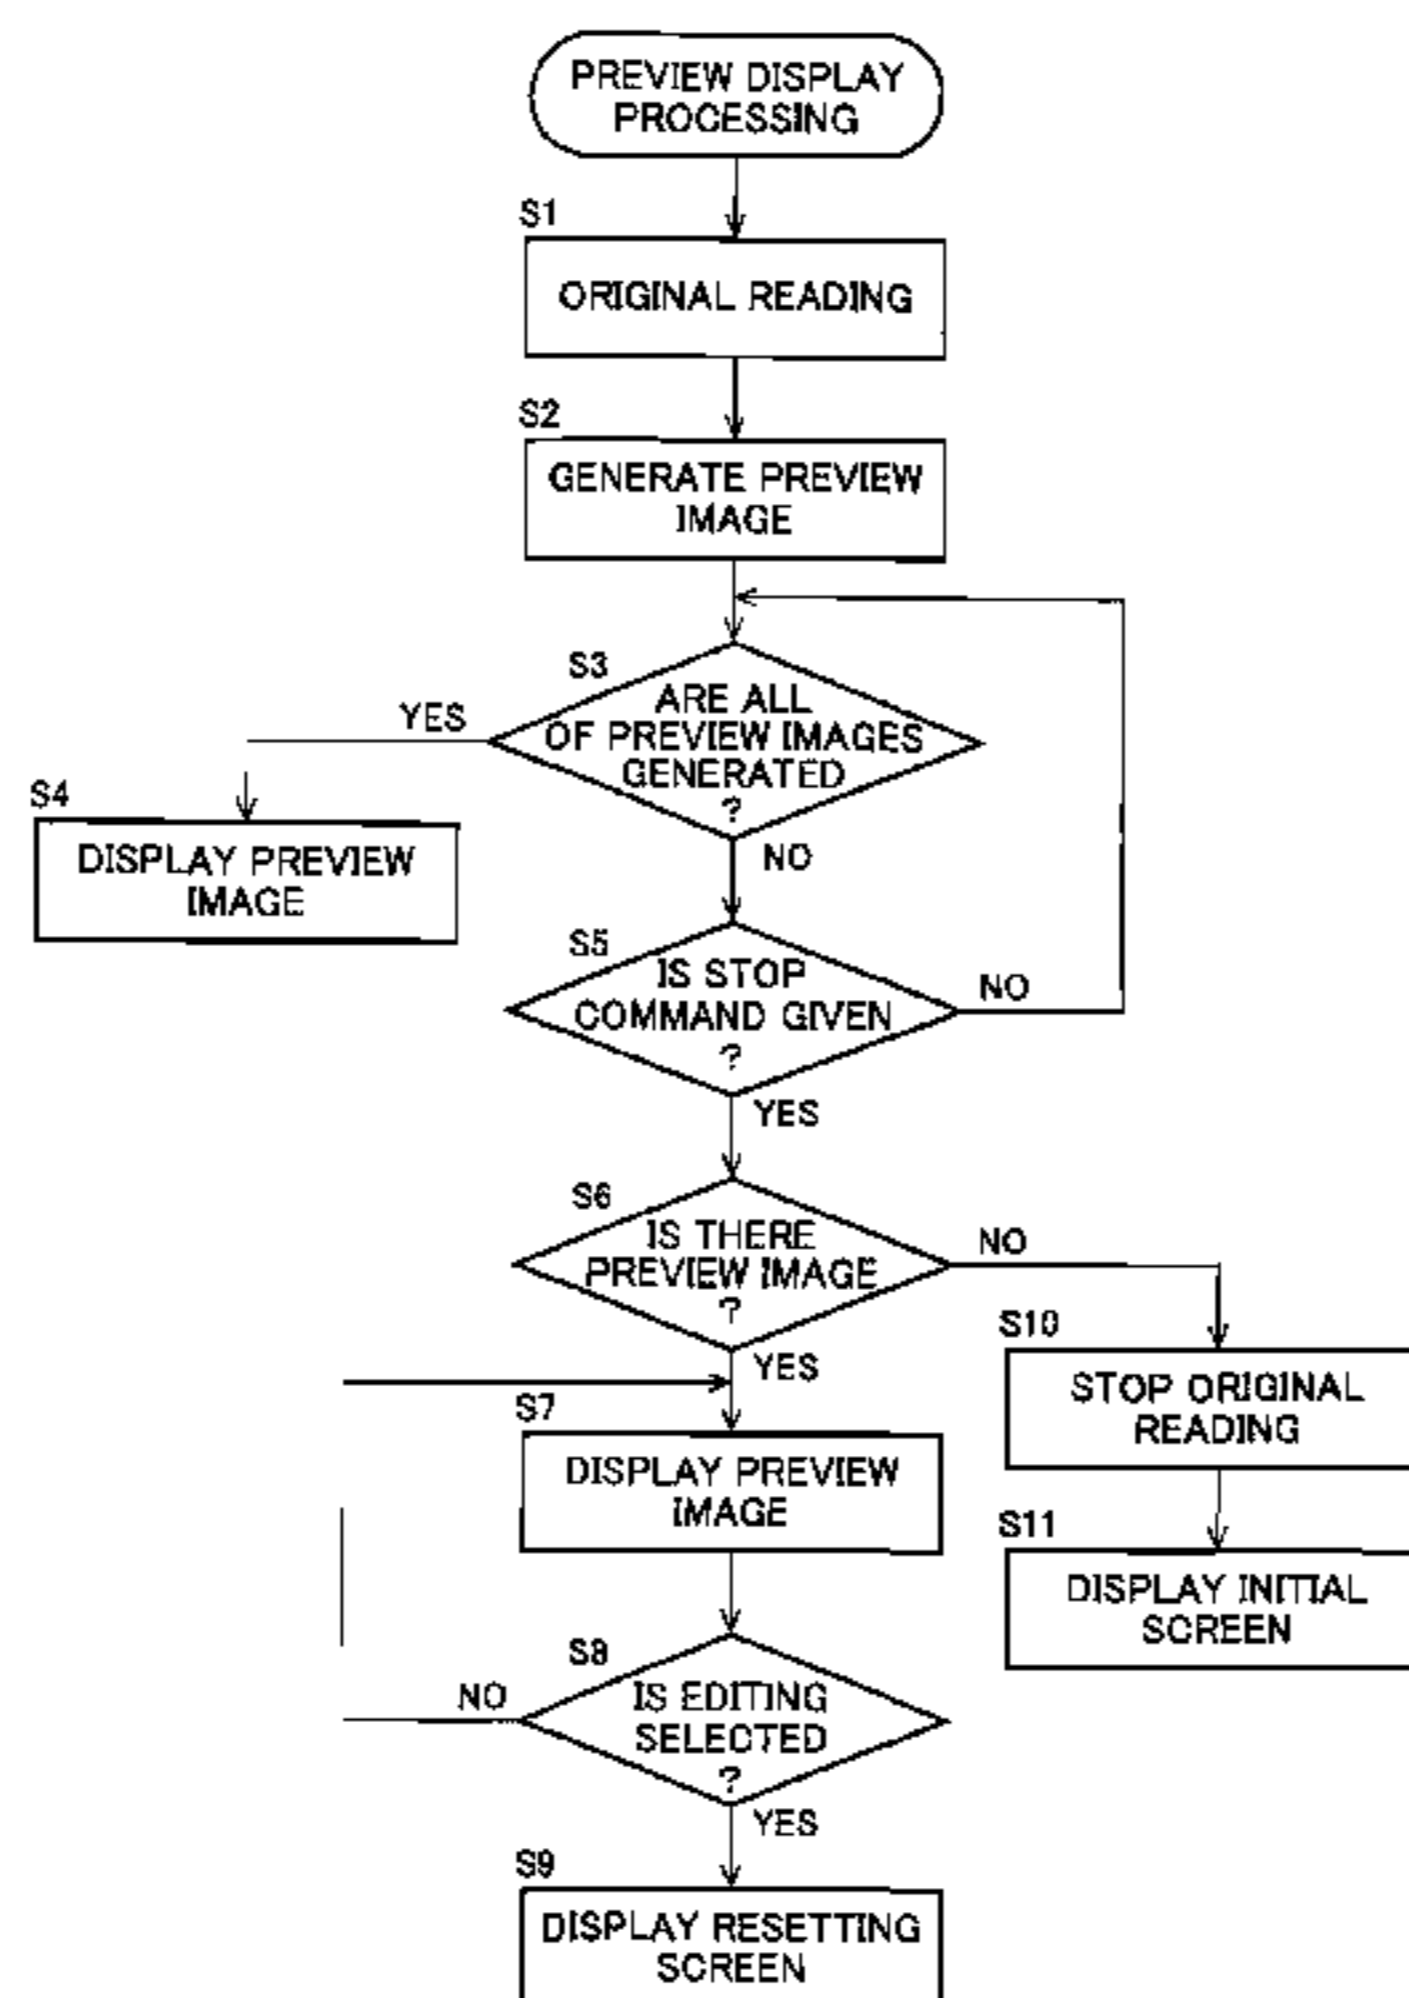 PREVIEW DISPLAY
PROCESSING
S1
ORIGINAL READING
S2
GENERATE PREVIEW
IMAGE
S3
ARE ALL
OF PREVIEW IMAGES
GENERATED
?
YES
NO
S4
DISPLAY PREVIEW
IMAGE
S5
IS STOP
COMMAND GIVEN
?
NO
YES
S6
IS THERE
PREVIEW IMAGE
?
NO
YES
S10
STOP ORIGINAL
READING
S7
DISPLAY PREVIEW
IMAGE
S11
DISPLAY INITIAL
SCREEN
S8
IS EDITING
SELECTED
?
NO
YES
S9
DISPLAY RESETTING
SCREEN